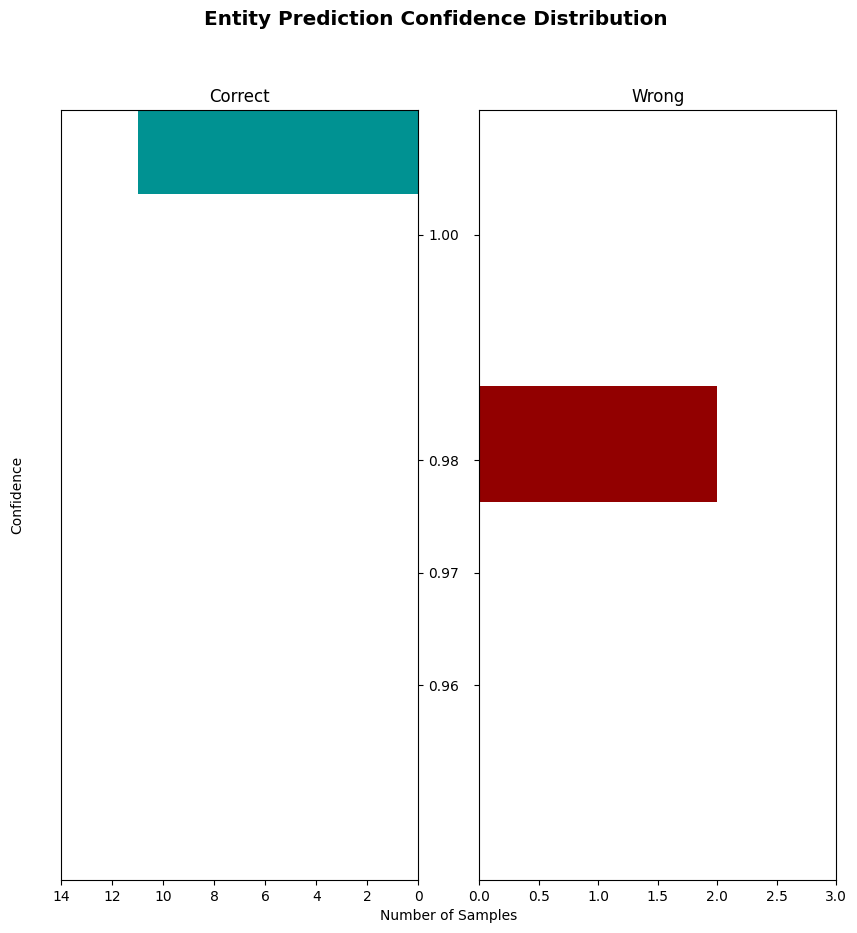 Entity Prediction Confidence Distribution
Correct
Wrong
1.00
0.98
0.97
0.96
Confidence
14 12 10 8 6 4 2 0
0.0 0.5 1.0 1.5 2.0 2.5 3.0
Number of Samples